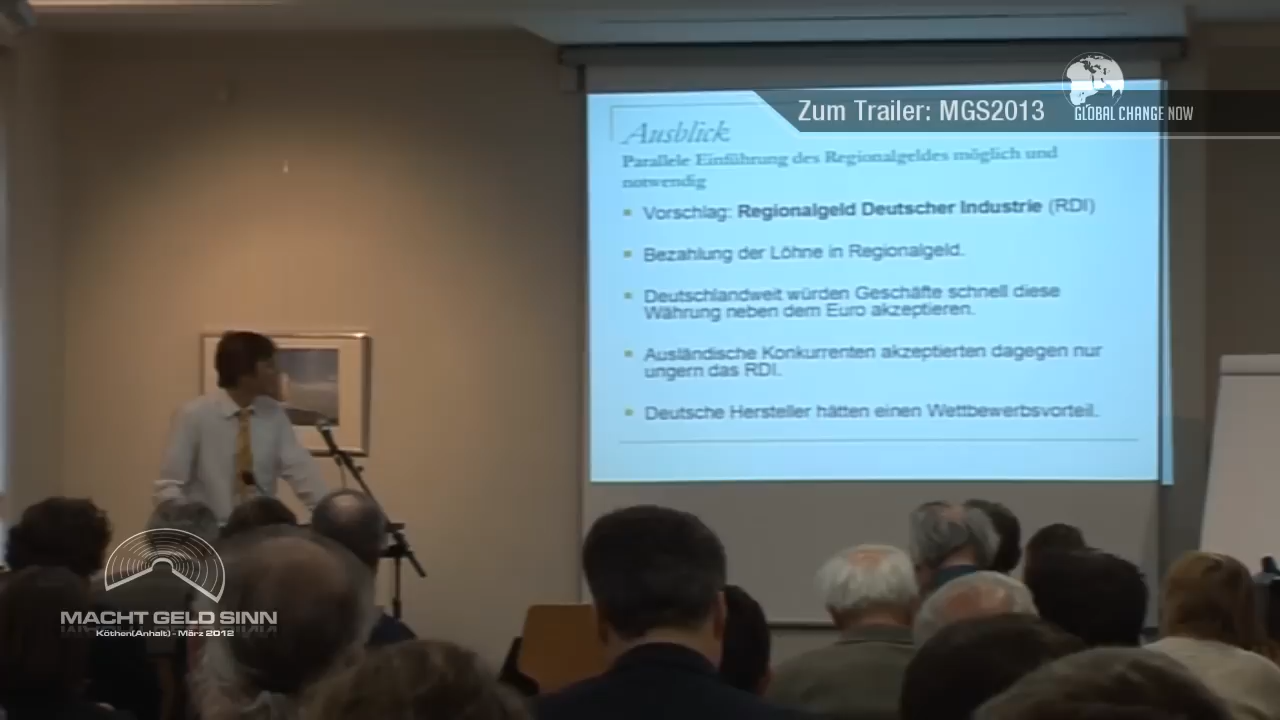 Zum Trailer: MGS2013
GLOBAL CHANGE NOW
Ausblick
Parallele Einführung des Regionalgeldes möglich und
notwendig
Vorschlag: Regionalgeld Deutscher Industrie (RDI)
Bezahlung der Löhne in Regionalgeld.
Deutschlandweit würden Geschäfte schnell diese
Währung neben dem Euro akzeptieren.
Ausländische Konkurrenten akzeptierten dagegen nur
ungern das RDI.
Deutsche Hersteller hätten einen Wettbewerbsvorteil.
MACHT GELD SINN
Köthen(Anhalt) - März 2012